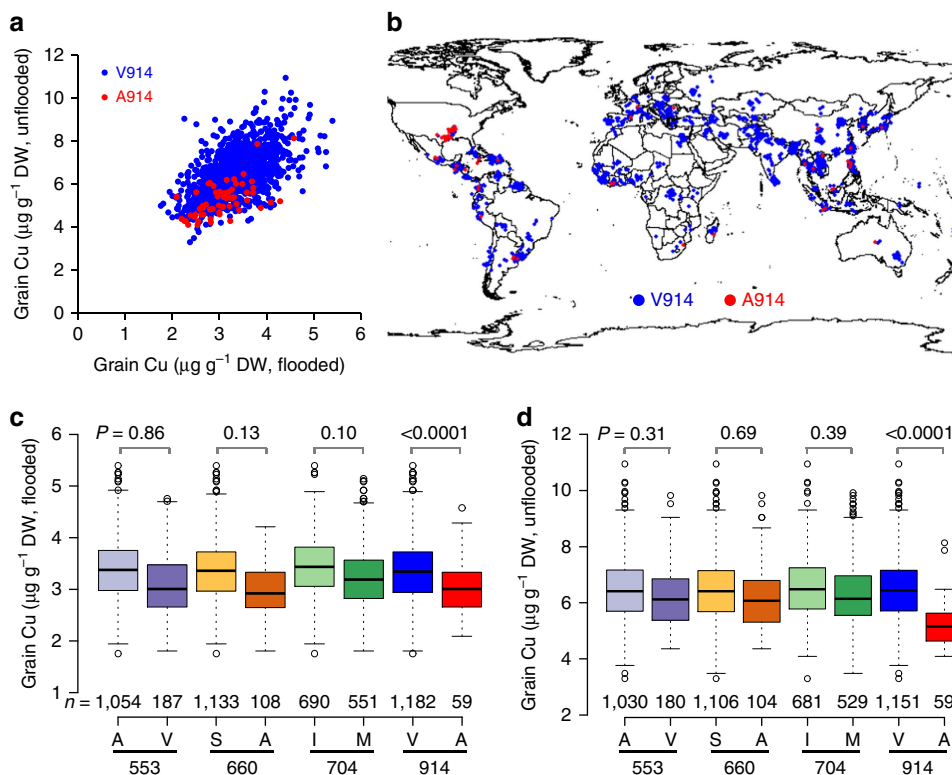 a
Grain Cu (μg g⁻¹ DW, unflooded)
12
10
8
6
4
2
0
V914
A914
0 1 2 3 4 5 6
Grain Cu (μg g⁻¹ DW, flooded)
b
V914 A914
c
Grain Cu (μg g⁻¹ DW, flooded)
6
5
4
3
2
1
P = 0.86 0.13 0.10 <0.0001
n = 1,054 187 1,133 108 690 551 1,182 59
A V S A I M V A
553 660 704 914
d
Grain Cu (μg g⁻¹ DW, unflooded)
12
10
8
6
4
2
P = 0.31 0.69 0.39 <0.0001
1,030 180 1,106 104 681 529 1,151 59
A V S A I M V A
553 660 704 914